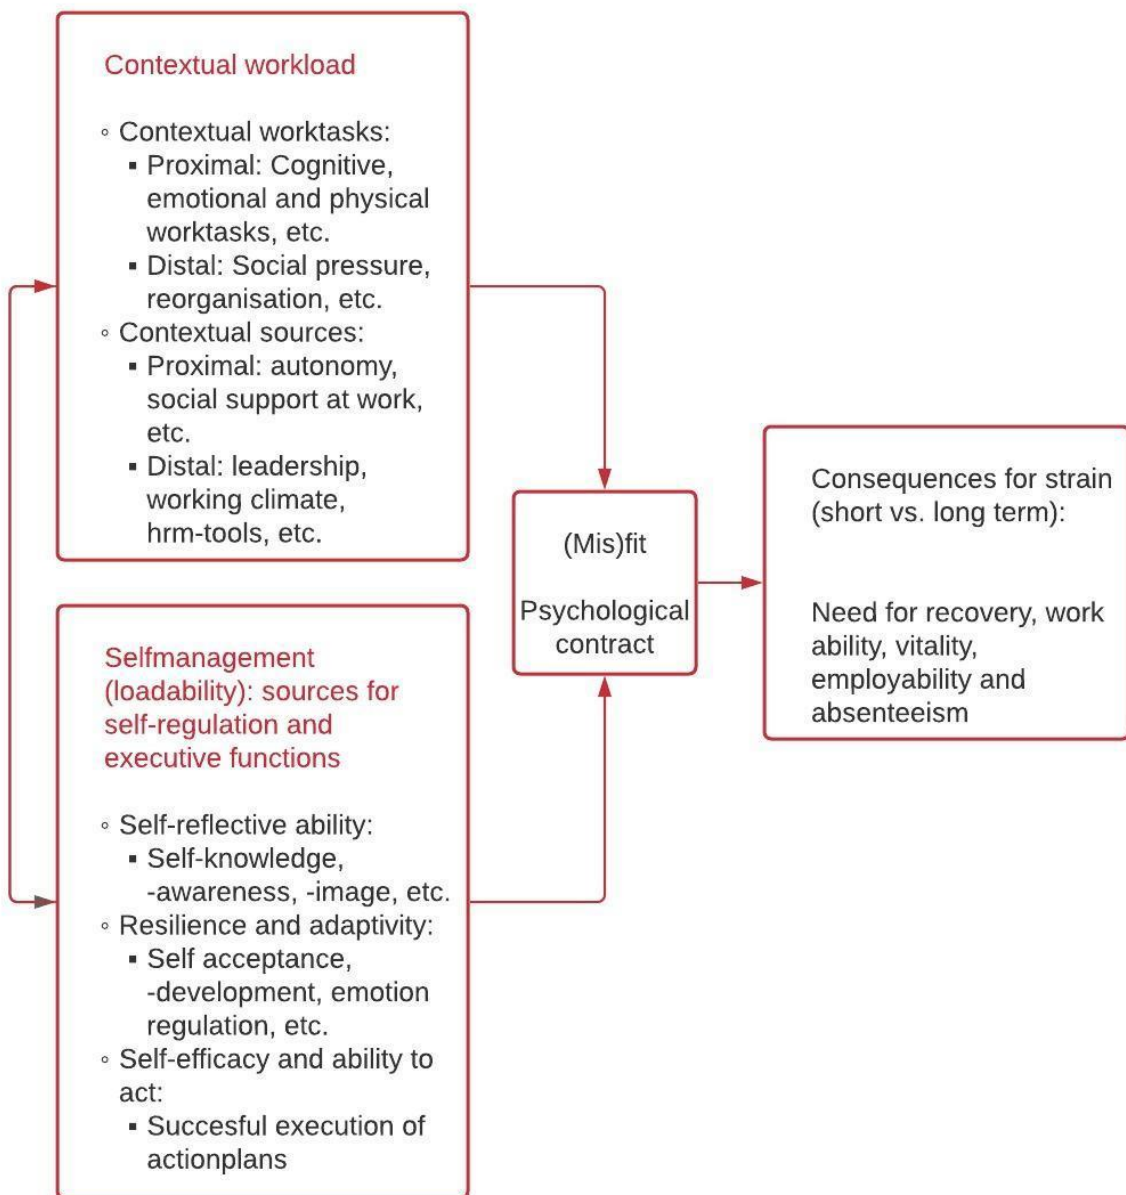 Contextual workload
◦ Contextual worktasks:
▪ Proximal: Cognitive,
emotional and physical
worktasks, etc.
▪ Distal: Social pressure,
reorganisation, etc.
◦ Contextual sources:
▪ Proximal: autonomy,
social support at work,
etc.
▪ Distal: leadership,
working climate,
hrm-tools, etc.
Selfmanagement
(loadability): sources for
self-regulation and
executive functions
◦ Self-reflective ability:
▪ Self-knowledge,
-awareness, -image, etc.
◦ Resilience and adaptivity:
▪ Self acceptance,
-development, emotion
regulation, etc.
◦ Self-efficacy and ability to
act:
▪ Succesful execution of
actionplans
(Mis)fit
Psychological
contract
Consequences for strain
(short vs. long term):
Need for recovery, work
ability, vitality,
employability and
absenteeism